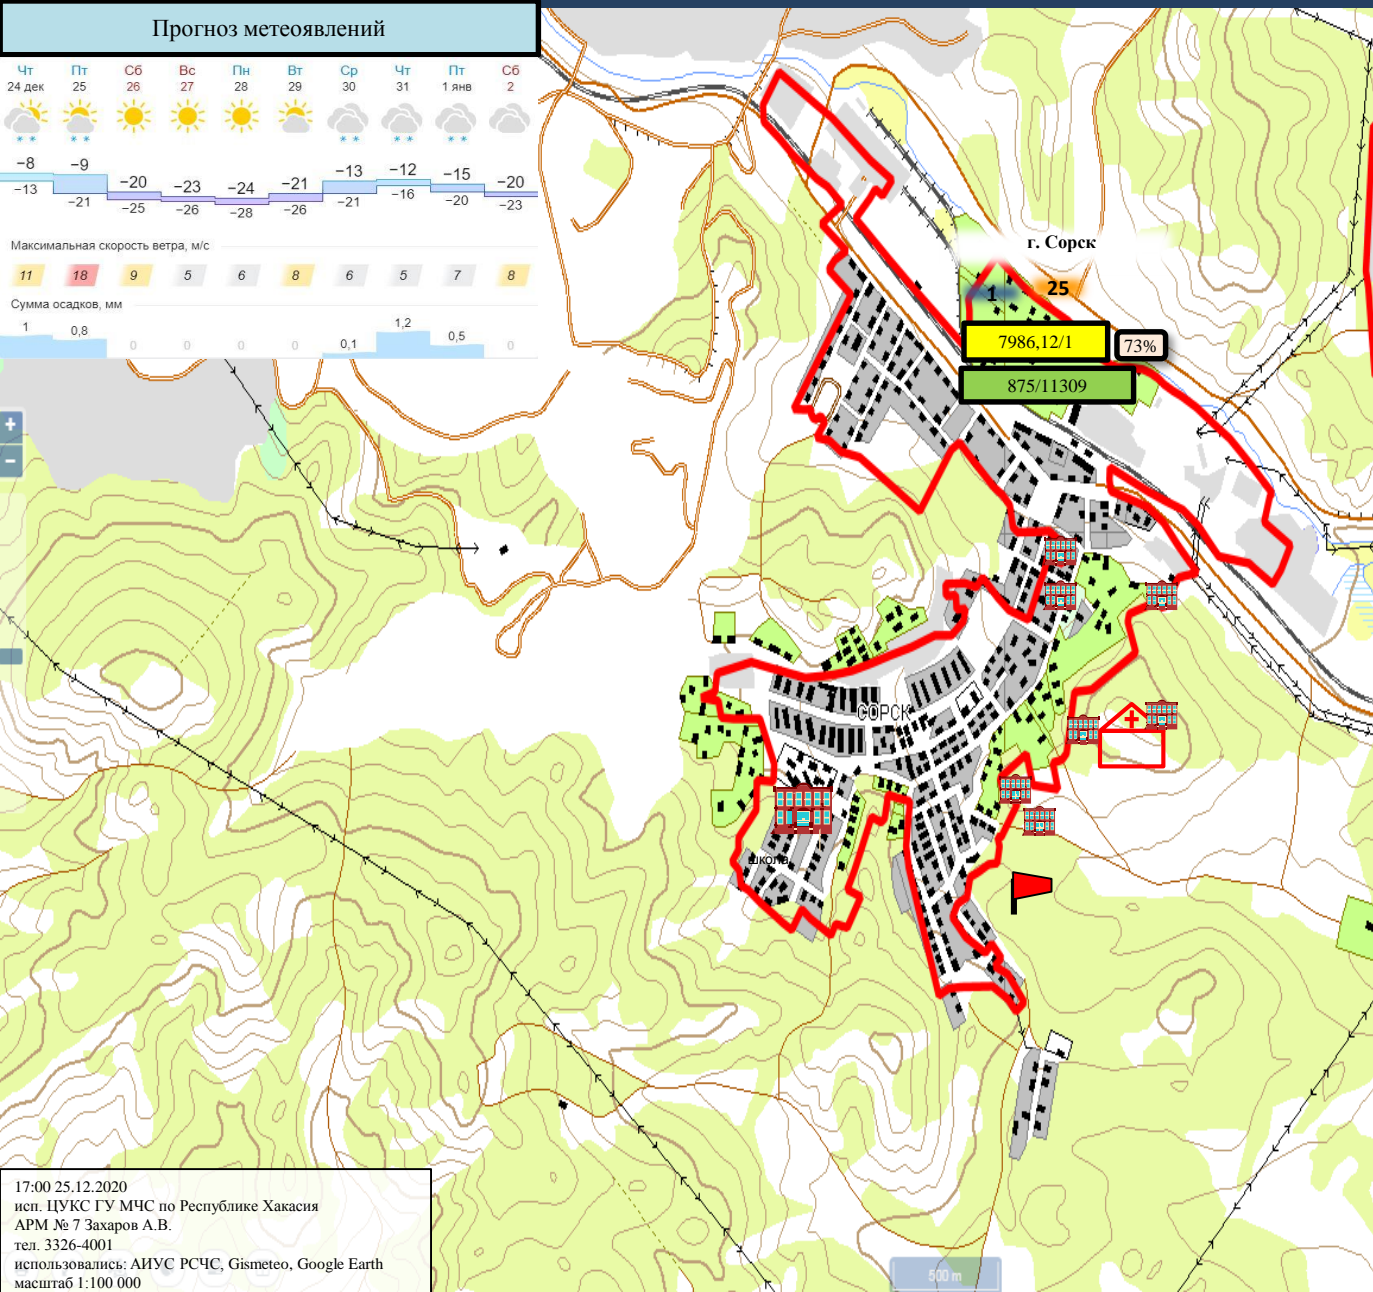 Прогноз метеоявлений
Чт Пт Сб Вс Пн Вт Ср Чт Пт Сб
24 дек 25 26 27 28 29 30 31 1 янв 2
−8 −9 −20 −23 −24 −21 −13 −12 −15 −20
−13 −21 −25 −26 −28 −26 −21 −16 −20 −23
Максимальная скорость ветра, м/с
11 18 9 5 6 8 6 5 7 8
Сумма осадков, мм
1 0,8 0 0 0 0 0,1 1,2 0,5 0
г. Сорск
1 25
7986,12/1 73%
875/11309
+
−
СОРСК
школа
17:00 25.12.2020
исп. ЦУКС ГУ МЧС по Республике Хакасия
АРМ № 7 Захаров А.В.
тел. 3326-4001
использовались: АИУС РСЧС, Gismeteo, Google Earth
масштаб 1:100 000
500 m